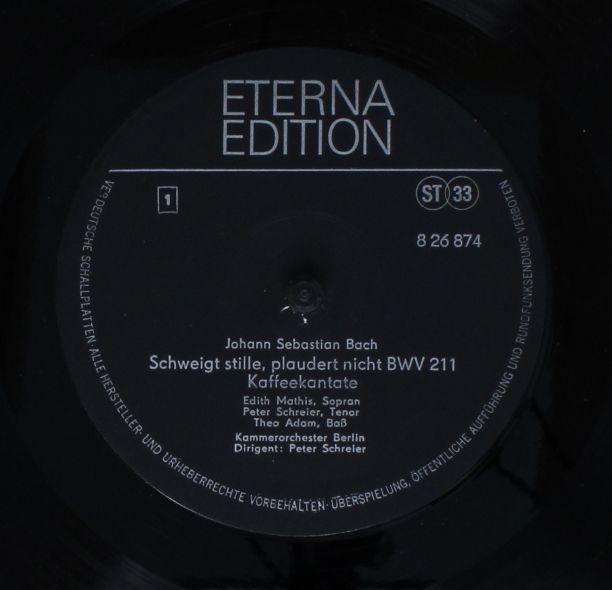 ETERNA
EDITION
1
ST 33
8 26 874
Johann Sebastian Bach
Schweigt stille, plaudert nicht BWV 211
Kaffeekantate
Edith Mathis, Sopran
Peter Schreier, Tenor
Theo Adam, Baß
Kammerorchester Berlin
Dirigent: Peter Schreier
DEUTSCHE SCHALLPLATTEN · ALLE HERSTELLER- UND URHEBERRECHTE VORBEHALTEN · ÜBERSPIELUNG, ÖFFENTLICHE AUFFÜHRUNG UND RUNDFUNKSENDUNG VERBOTEN